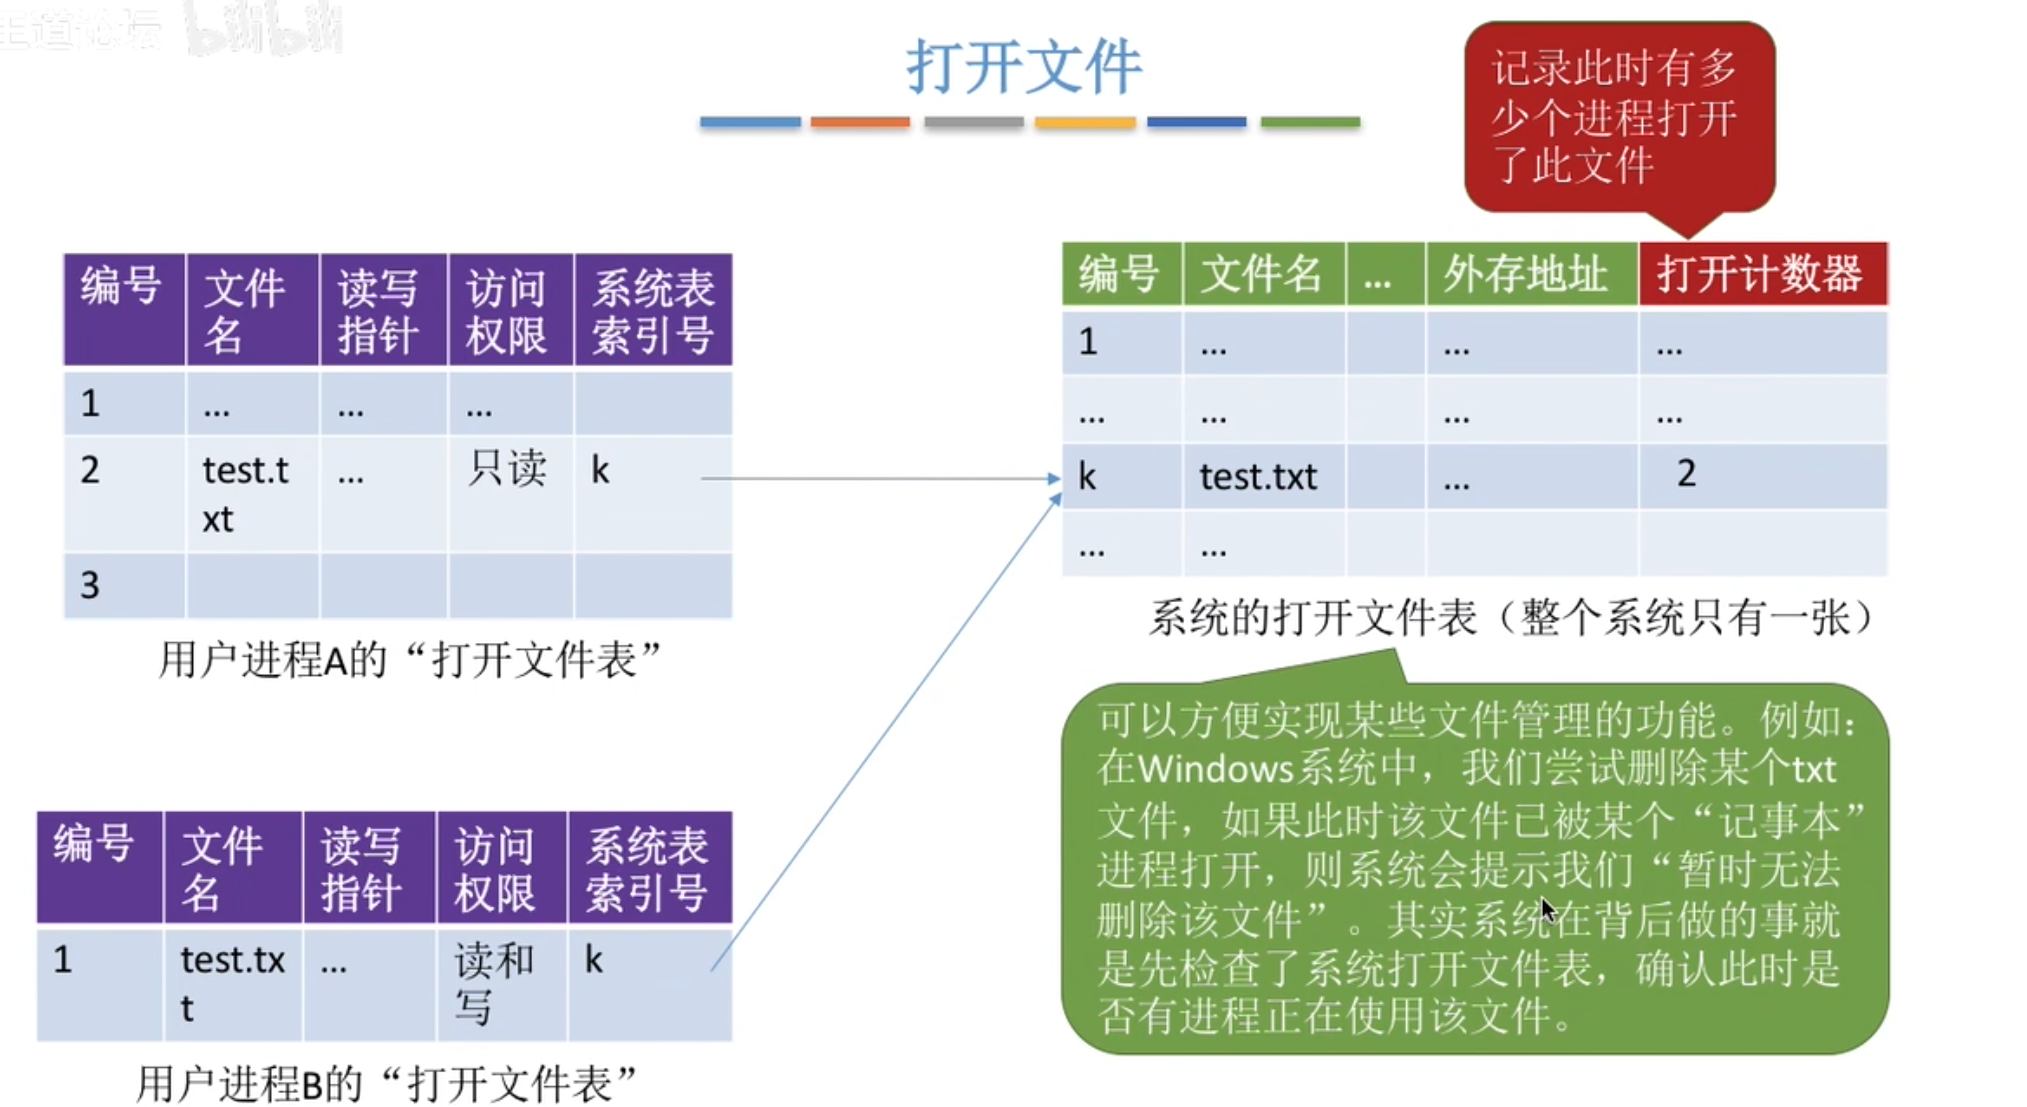 王道论坛 bilibili
打开文件
记录此时有多
少个进程打开
了此文件
编号 文件名 读写指针 访问权限 系统表索引号
1 ... ... ...
2 test.txt ... 只读 k
3
用户进程A的“打开文件表”
编号 文件名 读写指针 访问权限 系统表索引号
1 test.txt ... 读和写 k
用户进程B的“打开文件表”
编号 文件名 ... 外存地址 打开计数器
1 ... ... ...
... ... ... ...
k test.txt ... 2
... ...
系统的打开文件表（整个系统只有一张）
可以方便实现某些文件管理的功能。例如：
在Windows系统中，我们尝试删除某个txt
文件，如果此时该文件已被某个“记事本”
进程打开，则系统会提示我们“暂时无法
删除该文件”。其实系统在背后做的事就
是先检查了系统打开文件表，确认此时是
否有进程正在使用该文件。